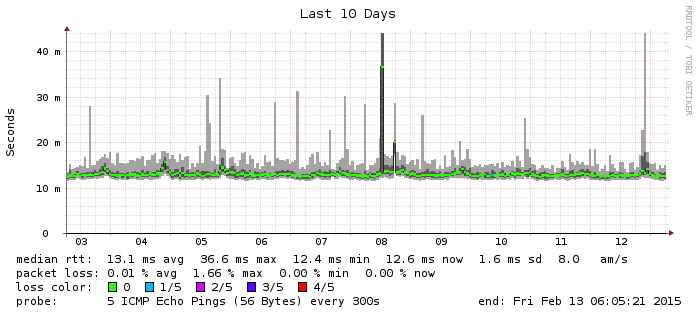 Last 10 Days
RRDTOOL / TOBI OETIKER
Seconds
40 m
30 m
20 m
10 m
0
03 04 05 06 07 08 09 10 11 12
median rtt: 13.1 ms avg 36.6 ms max 12.4 ms min 12.6 ms now 1.6 ms sd 8.0 am/s
packet loss: 0.01 % avg 1.66 % max 0.00 % min 0.00 % now
loss color: 0 1/5 2/5 3/5 4/5
probe: 5 ICMP Echo Pings (56 Bytes) every 300s end: Fri Feb 13 06:05:21 2015